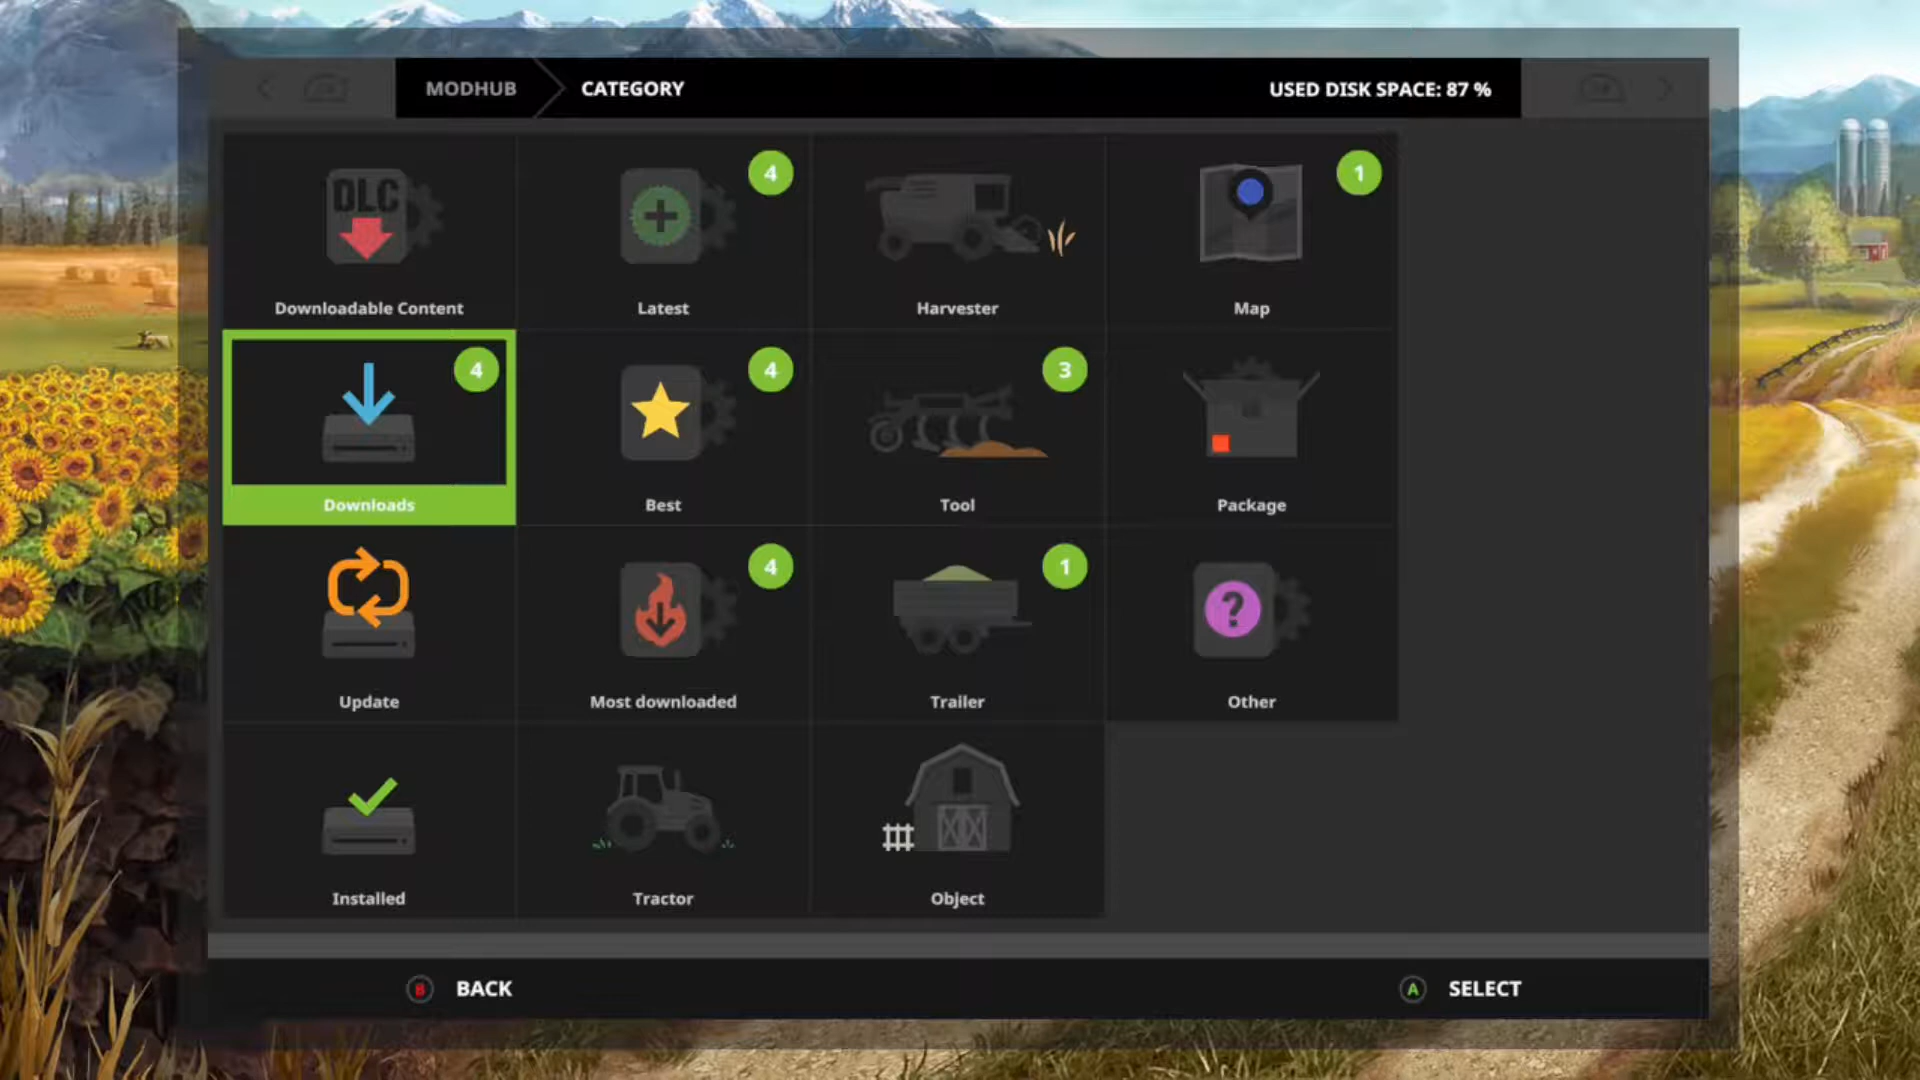 MODHUB
CATEGORY
USED DISK SPACE: 87 %
DLC
Downloadable Content
4
Latest
Harvester
1
Map
4
Downloads
4
Best
3
Tool
Package
Update
4
Most downloaded
1
Trailer
?
Other
Installed
Tractor
Object
B BACK
A SELECT